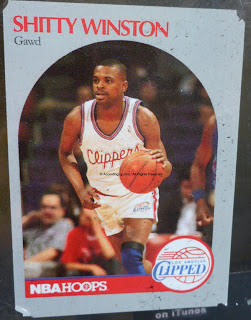 SHITTY WINSTON
Gawd
Clippers
NBA HOOPS
LOS ANGELES
CLIPPED
on iTunes